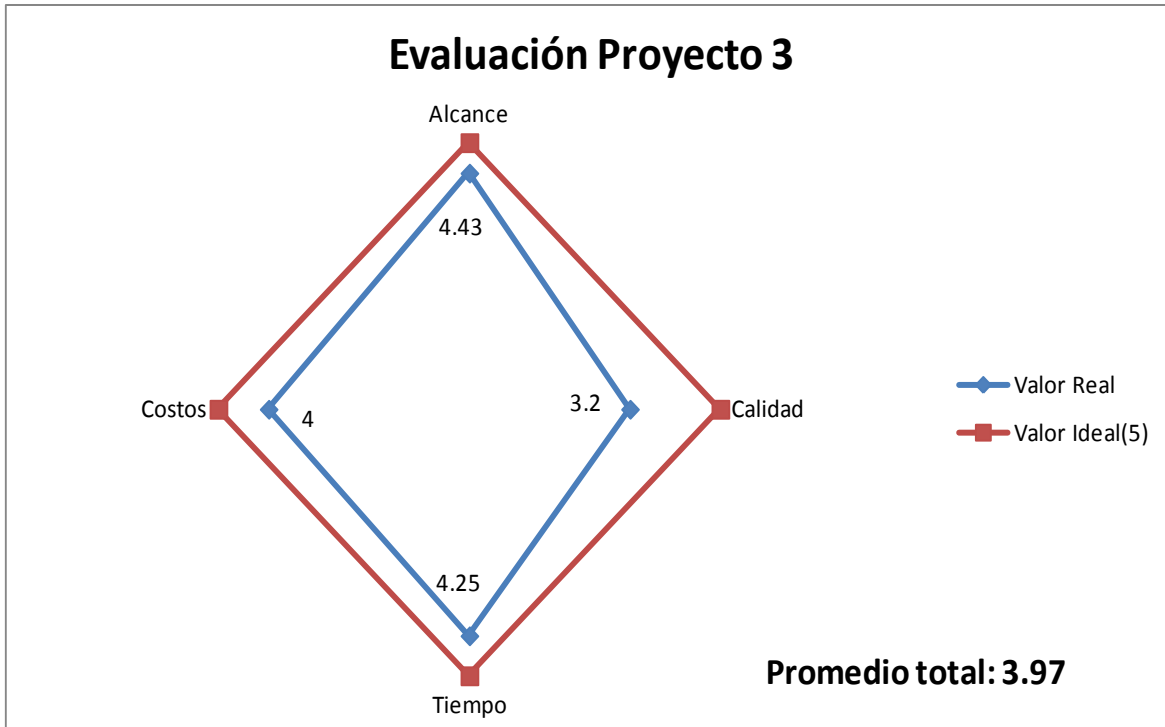 Evaluación Proyecto 3
Alcance
4.43
Costos
4
3.2
Calidad
Valor Real
Valor Ideal(5)
4.25
Tiempo
Promedio total: 3.97